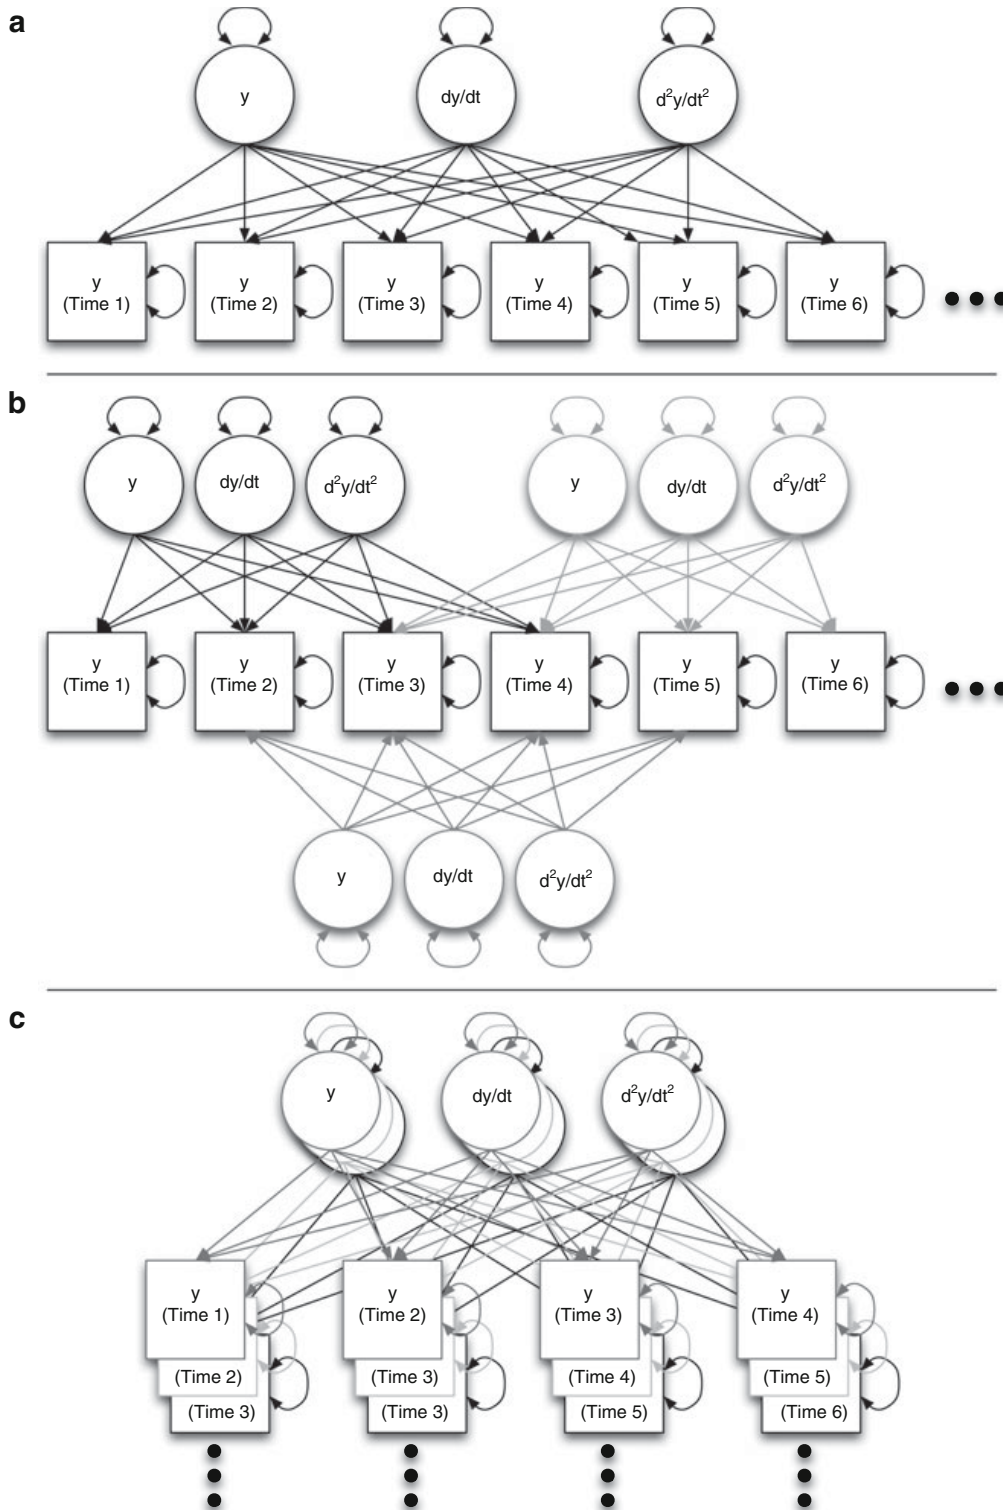 a
y dy/dt d²y/dt²
y y y y y y
(Time 1) (Time 2) (Time 3) (Time 4) (Time 5) (Time 6)
b
y dy/dt d²y/dt² y dy/dt d²y/dt²
y y y y y y
(Time 1) (Time 2) (Time 3) (Time 4) (Time 5) (Time 6)
y dy/dt d²y/dt²
c
y dy/dt d²y/dt²
y y y y
(Time 1) (Time 2) (Time 3) (Time 4)
(Time 2) (Time 3) (Time 4) (Time 5)
(Time 3) (Time 3) (Time 5) (Time 6)